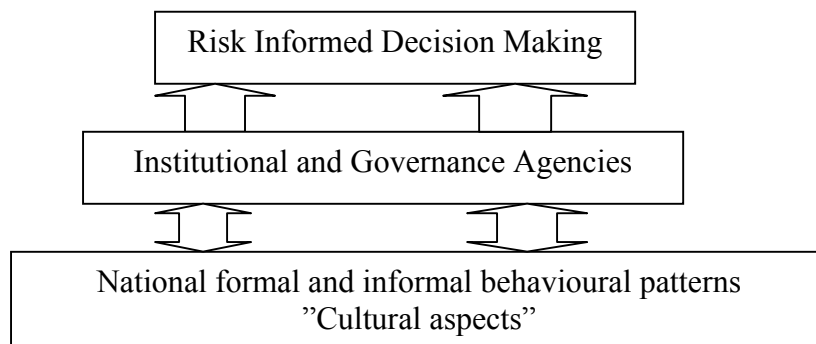 Risk Informed Decision Making
Institutional and Governance Agencies
National formal and informal behavioural patterns
”Cultural aspects”